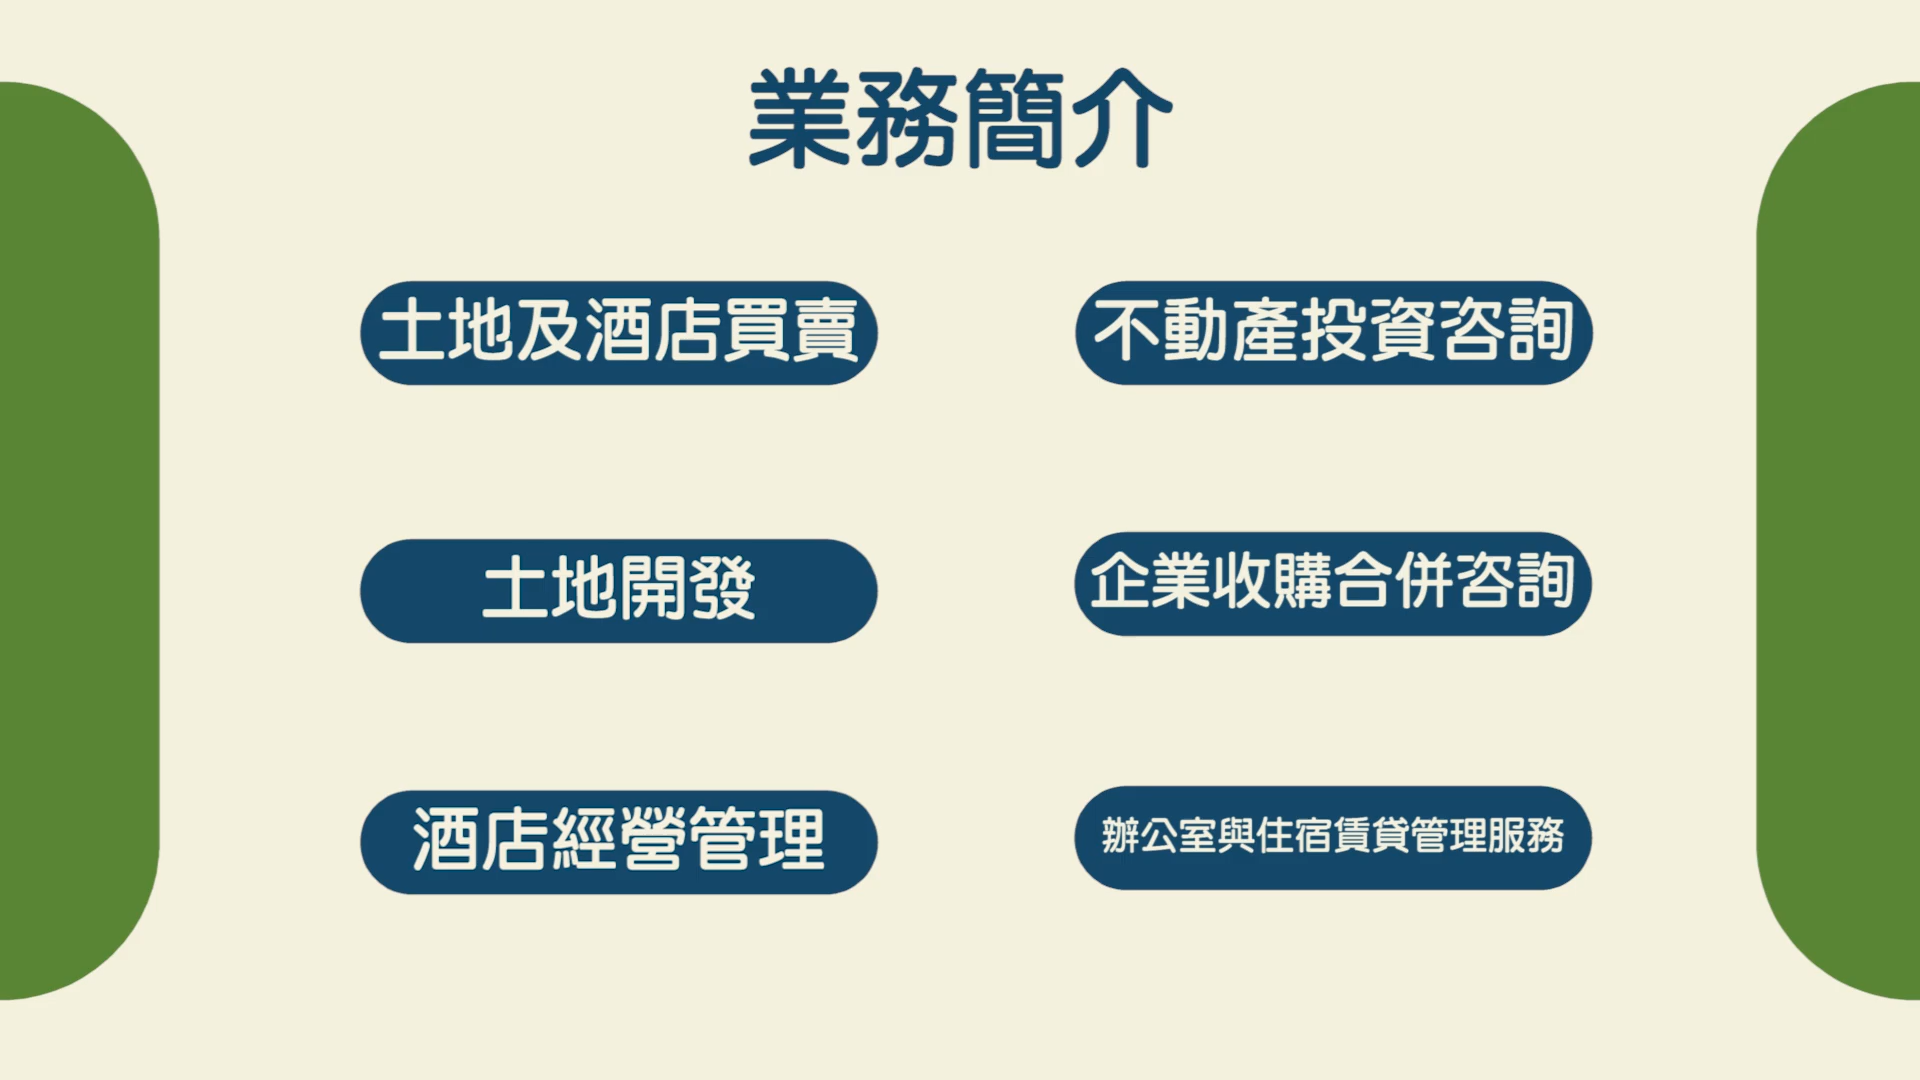 業務簡介
土地及酒店買賣
不動產投資咨詢
土地開發
企業收購合併咨詢
酒店經營管理
辦公室與住宿賃貸管理服務